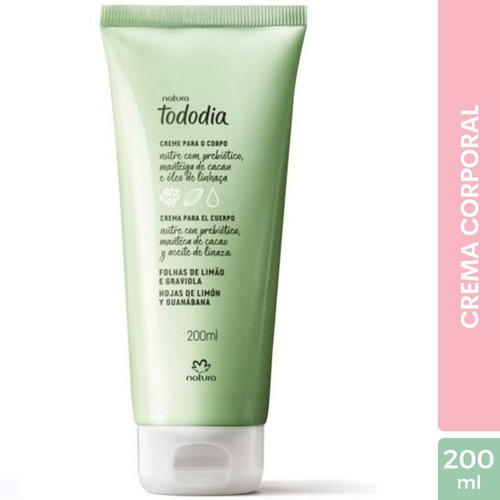 natura
tododia
CREME PARA O CORPO
nutre com prebiótico,
manteiga de cacau
e óleo de linhaça
CREMA PARA EL CUERPO
nutre con prebiótico,
manteca de cacao
y aceite de linaza
FOLHAS DE LIMÃO
E GRAVIOLA
HOJAS DE LIMÓN
Y GUANÁBANA
200ml
natura
CREMA CORPORAL
200
ml